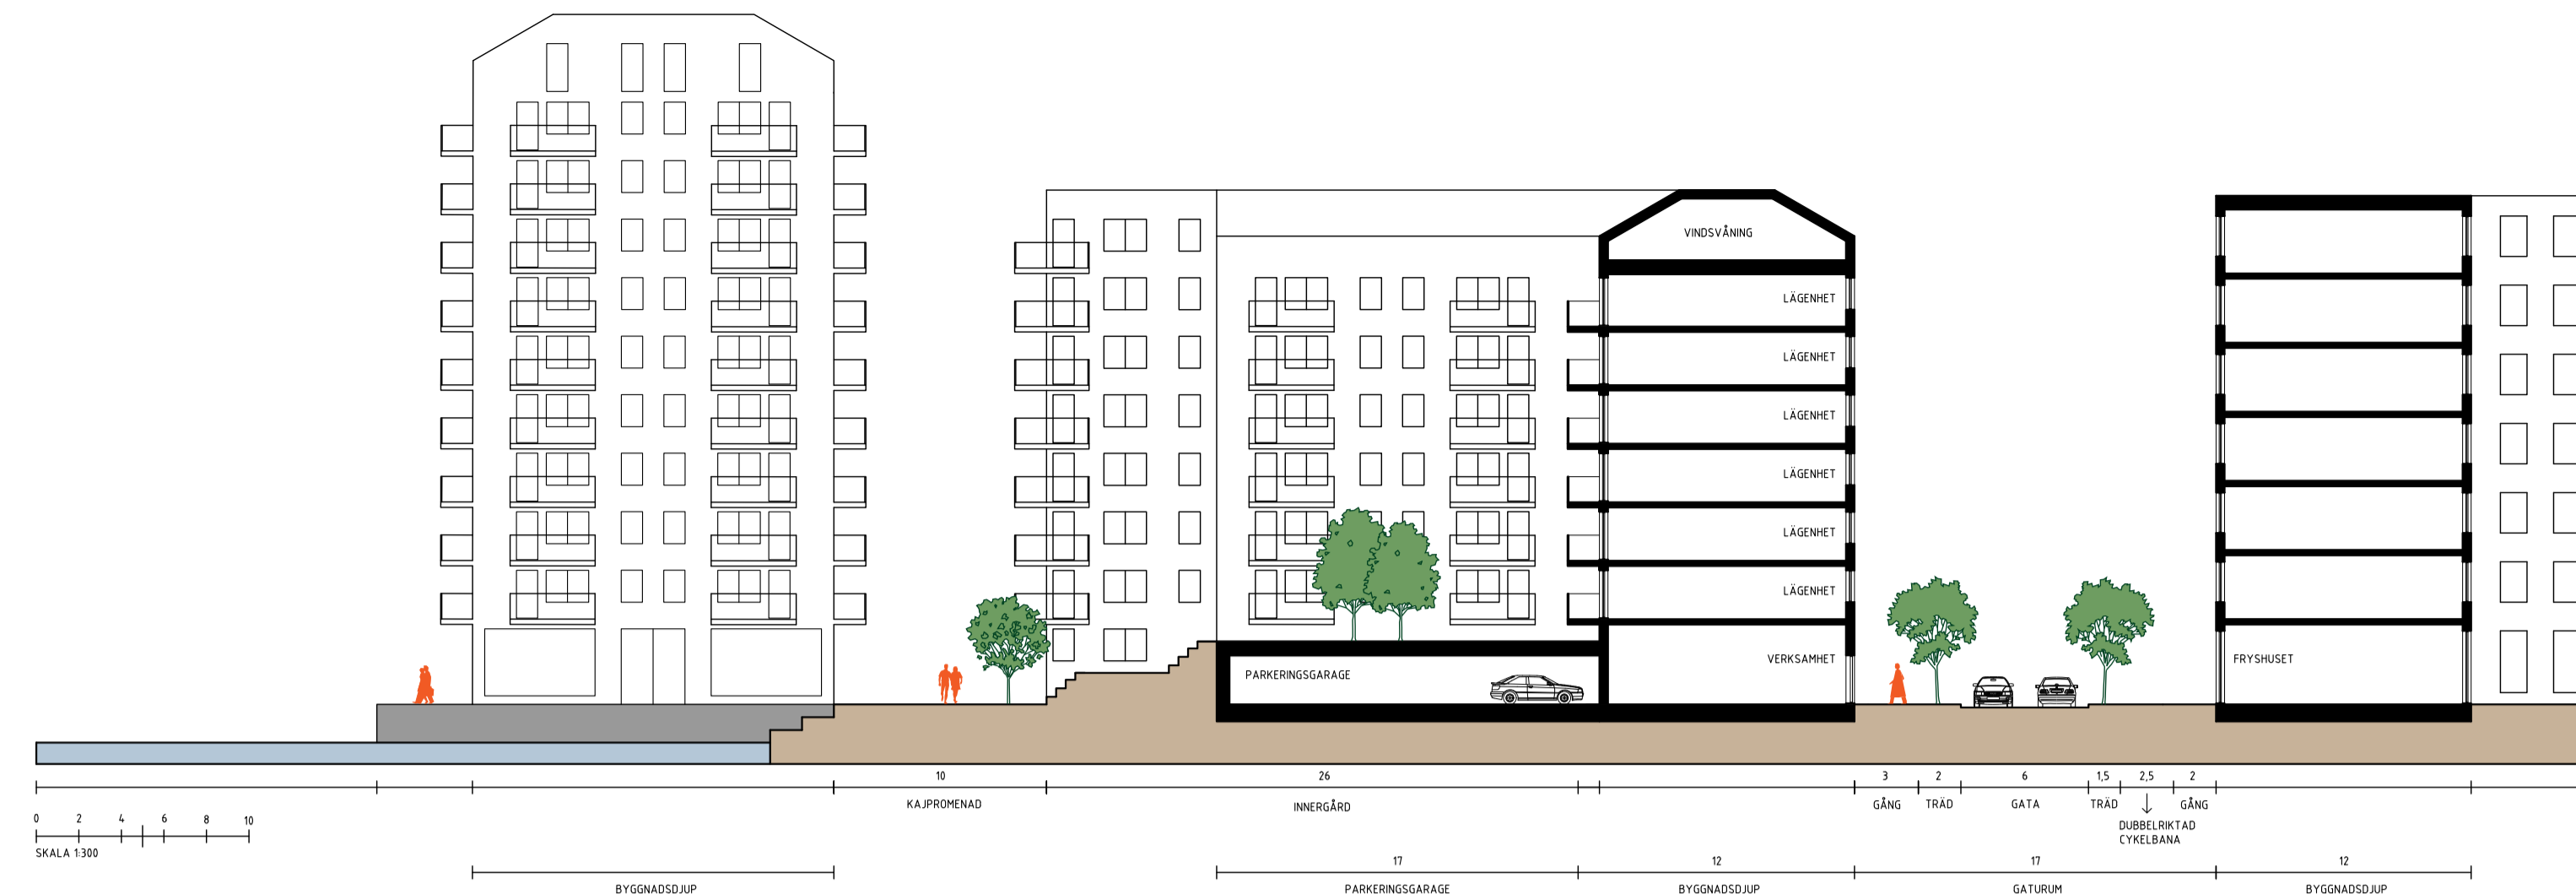 VINDSVÅNING
LÄGENHET
LÄGENHET
LÄGENHET
LÄGENHET
LÄGENHET
LÄGENHET
VERKSAMHET
FRYSHUSET
PARKERINGSGARAGE
10
26
3
2
6
1,5
2,5
2
KAJPROMENAD
INNERGÅRD
GÅNG
TRÄD
GATA
TRÄD
GÅNG
DUBBELRIKTAD
CYKELBANA
0
2
4
6
8
10
SKALA 1:300
17
12
17
12
BYGGNADSDJUP
PARKERINGSGARAGE
BYGGNADSDJUP
GATURUM
BYGGNADSDJUP